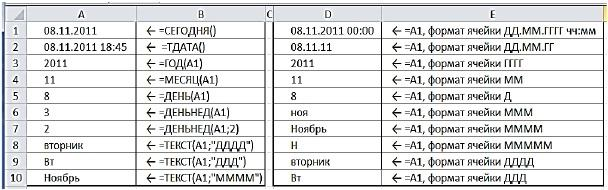 A B C D E
1 08.11.2011 ← =СЕГОДНЯ() 08.11.2011 00:00 ← =A1, формат ячейки ДД.ММ.ГГГГ чч:мм
2 08.11.2011 18:45 ← =ТДАТА() 08.11.11 ← =A1, формат ячейки ДД.ММ.ГГ
3 2011 ← =ГОД(A1) 2011 ← =A1, формат ячейки ГГГГ
4 11 ← =МЕСЯЦ(A1) 11 ← =A1, формат ячейки ММ
5 8 ← =ДЕНЬ(A1) 8 ← =A1, формат ячейки Д
6 3 ← =ДЕНЬНЕД(A1) ноя ← =A1, формат ячейки МММ
7 2 ← =ДЕНЬНЕД(A1;2) Ноябрь ← =A1, формат ячейки ММММ
8 вторник ← =ТЕКСТ(A1;"ДДДД") Н ← =A1, формат ячейки МММММ
9 Вт ← =ТЕКСТ(A1;"ДДД") вторник ← =A1, формат ячейки ДДДД
10 Ноябрь ← =ТЕКСТ(A1;"ММММ") Вт ← =A1, формат ячейки ДДД